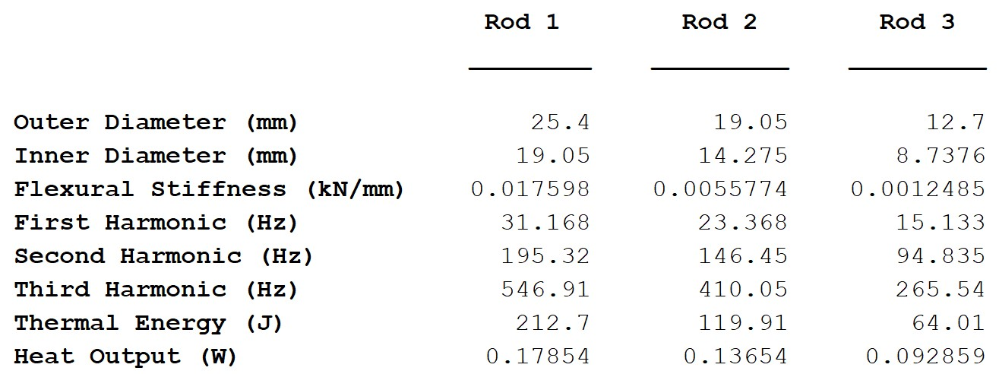 Rod 1 Rod 2 Rod 3
Outer Diameter (mm) 25.4 19.05 12.7
Inner Diameter (mm) 19.05 14.275 8.7376
Flexural Stiffness (kN/mm) 0.017598 0.0055774 0.0012485
First Harmonic (Hz) 31.168 23.368 15.133
Second Harmonic (Hz) 195.32 146.45 94.835
Third Harmonic (Hz) 546.91 410.05 265.54
Thermal Energy (J) 212.7 119.91 64.01
Heat Output (W) 0.17854 0.13654 0.092859